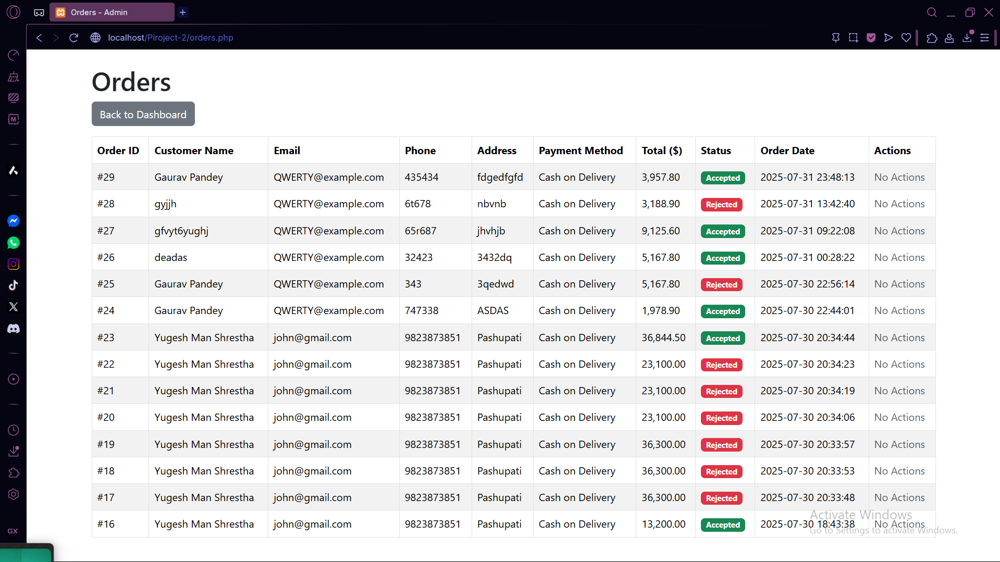 Orders - Admin
localhost/Piroject-2/orders.php
Orders
Back to Dashboard
Order ID Customer Name Email Phone Address Payment Method Total ($) Status Order Date Actions
#29 Gaurav Pandey QWERTY@example.com 435434 fdgedfgfd Cash on Delivery 3,957.80 Accepted 2025-07-31 23:48:13 No Actions
#28 gyjjh QWERTY@example.com 6t678 nbvnb Cash on Delivery 3,188.90 Rejected 2025-07-31 13:42:40 No Actions
#27 gfvyt6yughj QWERTY@example.com 65r687 jhvhjb Cash on Delivery 9,125.60 Accepted 2025-07-31 09:22:08 No Actions
#26 deadas QWERTY@example.com 32423 3432dq Cash on Delivery 5,167.80 Accepted 2025-07-31 00:28:22 No Actions
#25 Gaurav Pandey QWERTY@example.com 343 3qedwd Cash on Delivery 5,167.80 Rejected 2025-07-30 22:56:14 No Actions
#24 Gaurav Pandey QWERTY@example.com 747338 ASDAS Cash on Delivery 1,978.90 Accepted 2025-07-30 22:44:01 No Actions
#23 Yugesh Man Shrestha john@gmail.com 9823873851 Pashupati Cash on Delivery 36,844.50 Accepted 2025-07-30 20:34:44 No Actions
#22 Yugesh Man Shrestha john@gmail.com 9823873851 Pashupati Cash on Delivery 23,100.00 Rejected 2025-07-30 20:34:23 No Actions
#21 Yugesh Man Shrestha john@gmail.com 9823873851 Pashupati Cash on Delivery 23,100.00 Rejected 2025-07-30 20:34:19 No Actions
#20 Yugesh Man Shrestha john@gmail.com 9823873851 Pashupati Cash on Delivery 23,100.00 Rejected 2025-07-30 20:34:06 No Actions
#19 Yugesh Man Shrestha john@gmail.com 9823873851 Pashupati Cash on Delivery 36,300.00 Rejected 2025-07-30 20:33:57 No Actions
#18 Yugesh Man Shrestha john@gmail.com 9823873851 Pashupati Cash on Delivery 36,300.00 Rejected 2025-07-30 20:33:53 No Actions
#17 Yugesh Man Shrestha john@gmail.com 9823873851 Pashupati Cash on Delivery 36,300.00 Rejected 2025-07-30 20:33:48 No Actions
#16 Yugesh Man Shrestha john@gmail.com 9823873851 Pashupati Cash on Delivery 13,200.00 Accepted 2025-07-30 18:43:38 No Actions
Activate Windows
Go to Settings to activate Windows.
M
GX